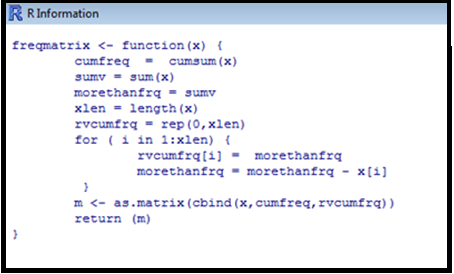 R R Information
freqmatrix <- function(x) {
        cumfreq  =  cumsum(x)
        sumv = sum(x)
        morethanfrq = sumv
        xlen = length(x)
        rvcumfrq = rep(0,xlen)
        for ( i in 1:xlen) {
                rvcumfrq[i] =  morethanfrq
                morethanfrq = morethanfrq - x[i]
         }
        m <- as.matrix(cbind(x,cumfreq,rvcumfrq))
        return (m)
}